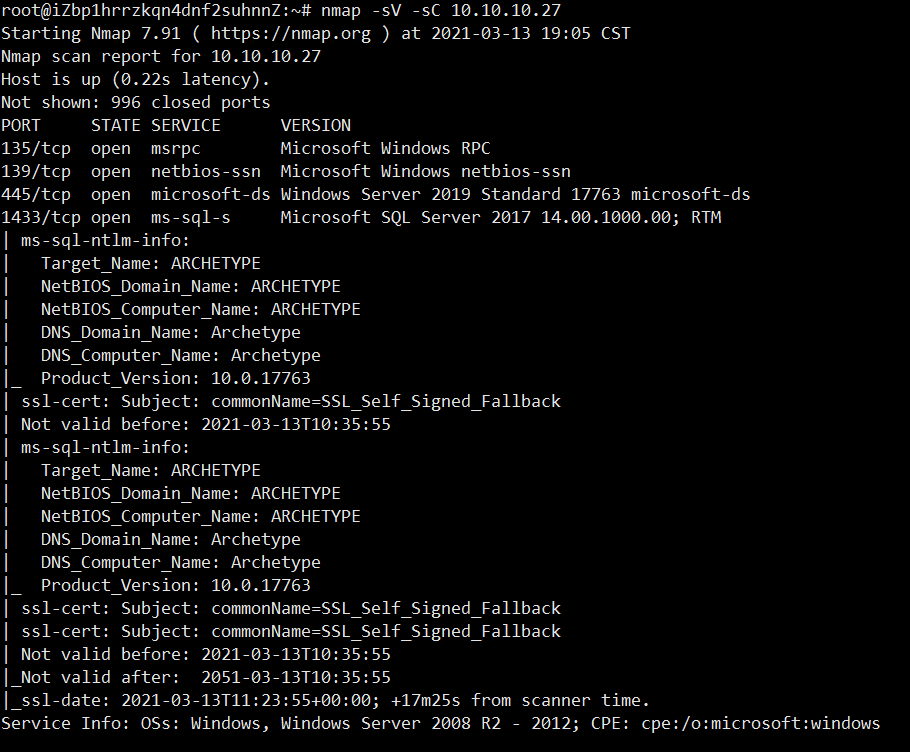 root@iZbp1hrrzkqn4dnf2suhnnZ:~# nmap -sV -sC 10.10.10.27
Starting Nmap 7.91 ( https://nmap.org ) at 2021-03-13 19:05 CST
Nmap scan report for 10.10.10.27
Host is up (0.22s latency).
Not shown: 996 closed ports
PORT     STATE SERVICE      VERSION
135/tcp  open  msrpc        Microsoft Windows RPC
139/tcp  open  netbios-ssn  Microsoft Windows netbios-ssn
445/tcp  open  microsoft-ds Windows Server 2019 Standard 17763 microsoft-ds
1433/tcp open  ms-sql-s     Microsoft SQL Server 2017 14.00.1000.00; RTM
| ms-sql-ntlm-info:
|   Target_Name: ARCHETYPE
|   NetBIOS_Domain_Name: ARCHETYPE
|   NetBIOS_Computer_Name: ARCHETYPE
|   DNS_Domain_Name: Archetype
|   DNS_Computer_Name: Archetype
|_  Product_Version: 10.0.17763
| ssl-cert: Subject: commonName=SSL_Self_Signed_Fallback
| Not valid before: 2021-03-13T10:35:55
| ms-sql-ntlm-info:
|   Target_Name: ARCHETYPE
|   NetBIOS_Domain_Name: ARCHETYPE
|   NetBIOS_Computer_Name: ARCHETYPE
|   DNS_Domain_Name: Archetype
|   DNS_Computer_Name: Archetype
|_  Product_Version: 10.0.17763
| ssl-cert: Subject: commonName=SSL_Self_Signed_Fallback
| ssl-cert: Subject: commonName=SSL_Self_Signed_Fallback
| Not valid before: 2021-03-13T10:35:55
|_Not valid after:  2051-03-13T10:35:55
|_ssl-date: 2021-03-13T11:23:55+00:00; +17m25s from scanner time.
Service Info: OSs: Windows, Windows Server 2008 R2 - 2012; CPE: cpe:/o:microsoft:windows